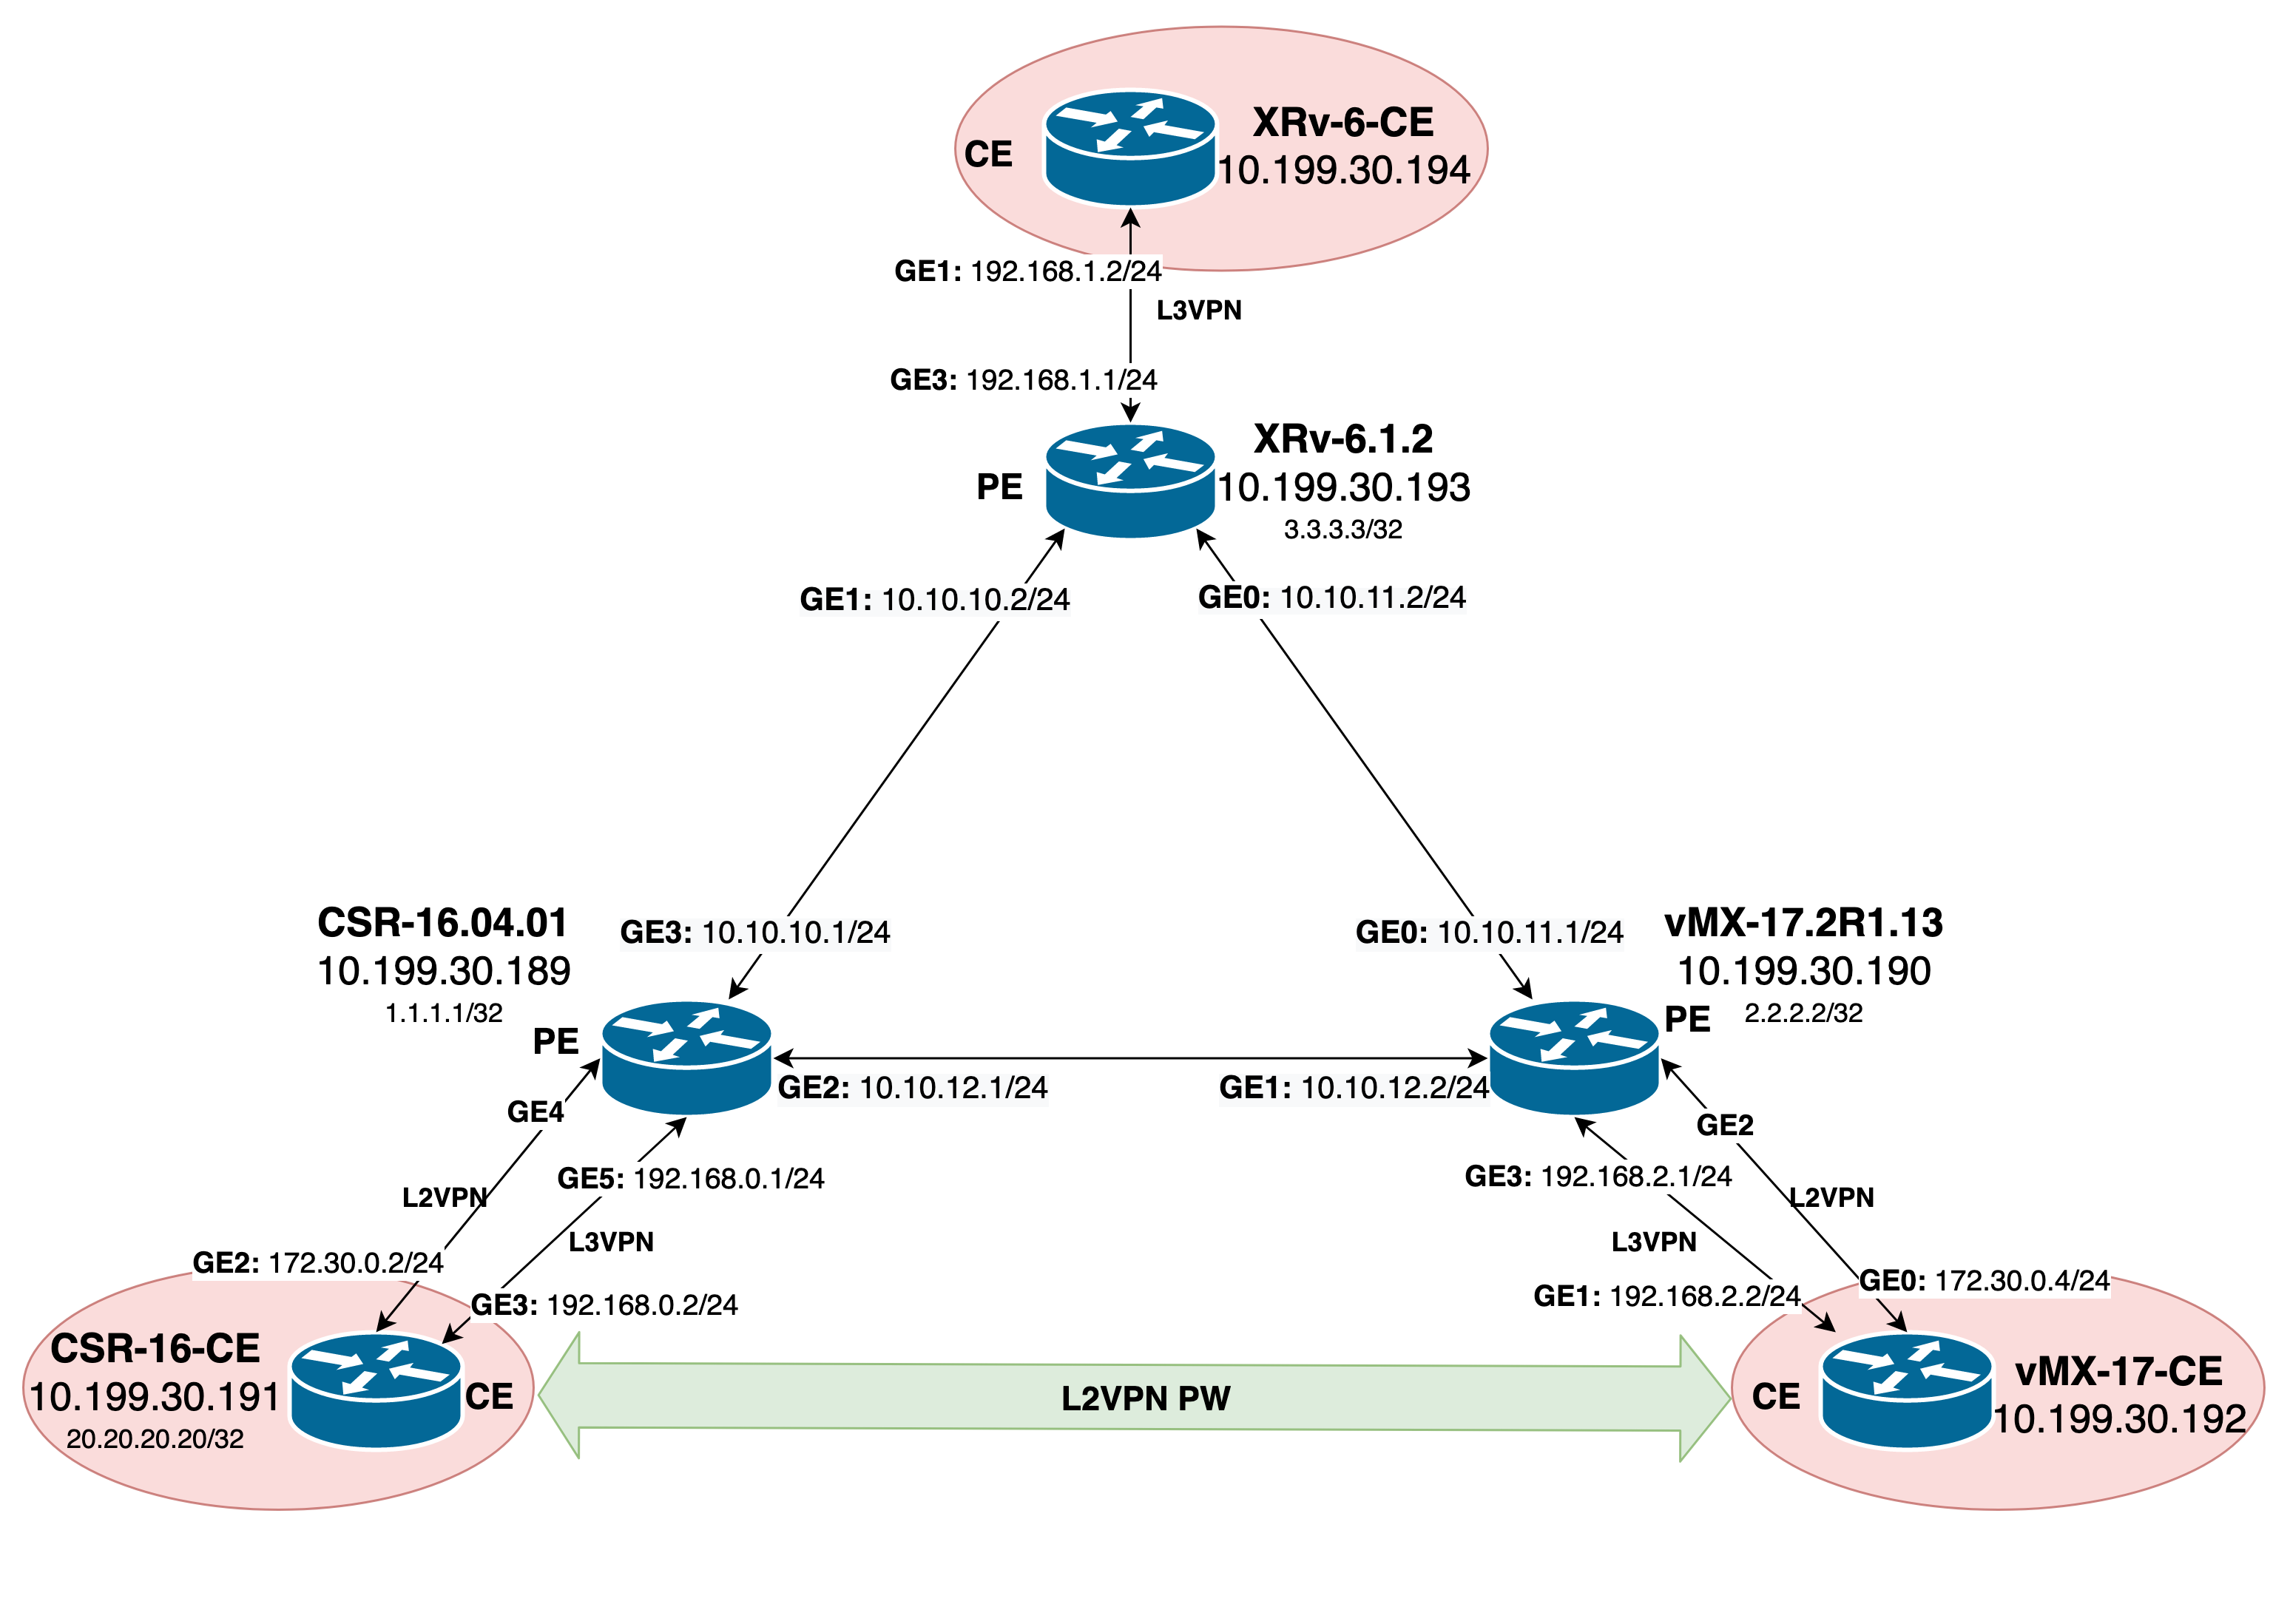 XRv-6-CE
CE
10.199.30.194
GE1: 192.168.1.2/24
L3VPN
GE3: 192.168.1.1/24
XRv-6.1.2
PE
10.199.30.193
3.3.3.3/32
GE1: 10.10.10.2/24
GE0: 10.10.11.2/24
CSR-16.04.01
10.199.30.189
1.1.1.1/32
PE
GE3: 10.10.10.1/24
GE0: 10.10.11.1/24
vMX-17.2R1.13
10.199.30.190
2.2.2.2/32
PE
GE2: 10.10.12.1/24
GE1: 10.10.12.2/24
GE4
GE2
GE5: 192.168.0.1/24
GE3: 192.168.2.1/24
L2VPN
L2VPN
L3VPN
L3VPN
GE2: 172.30.0.2/24
GE0: 172.30.0.4/24
GE3: 192.168.0.2/24
GE1: 192.168.2.2/24
CSR-16-CE
10.199.30.191
20.20.20.20/32
CE
L2VPN PW
CE
vMX-17-CE
10.199.30.192